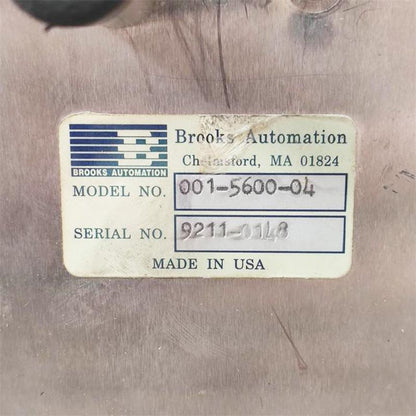 B
Brooks Automation
Chelmsford, MA 01824
BROOKS AUTOMATION
MODEL NO. 001-5600-04
SERIAL NO. 9211-0148
MADE IN USA